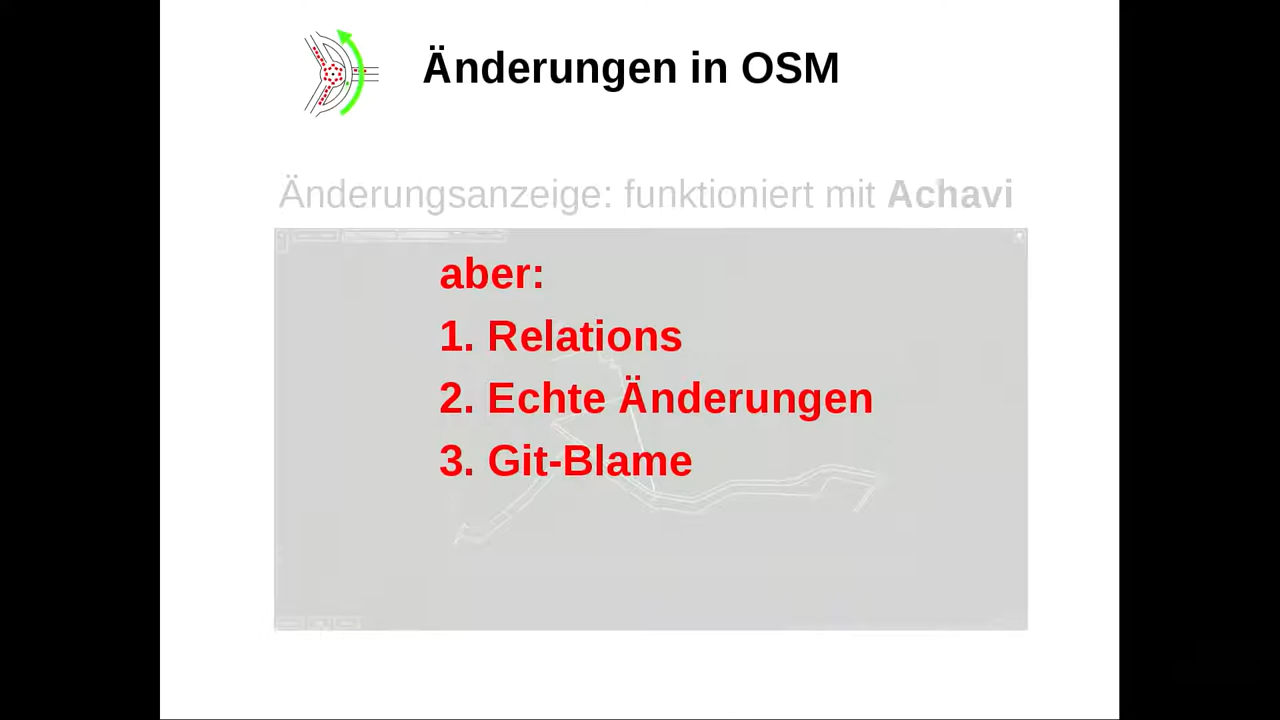 Änderungen in OSM
Änderungsanzeige: funktioniert mit Achavi
aber:
1. Relations
2. Echte Änderungen
3. Git-Blame